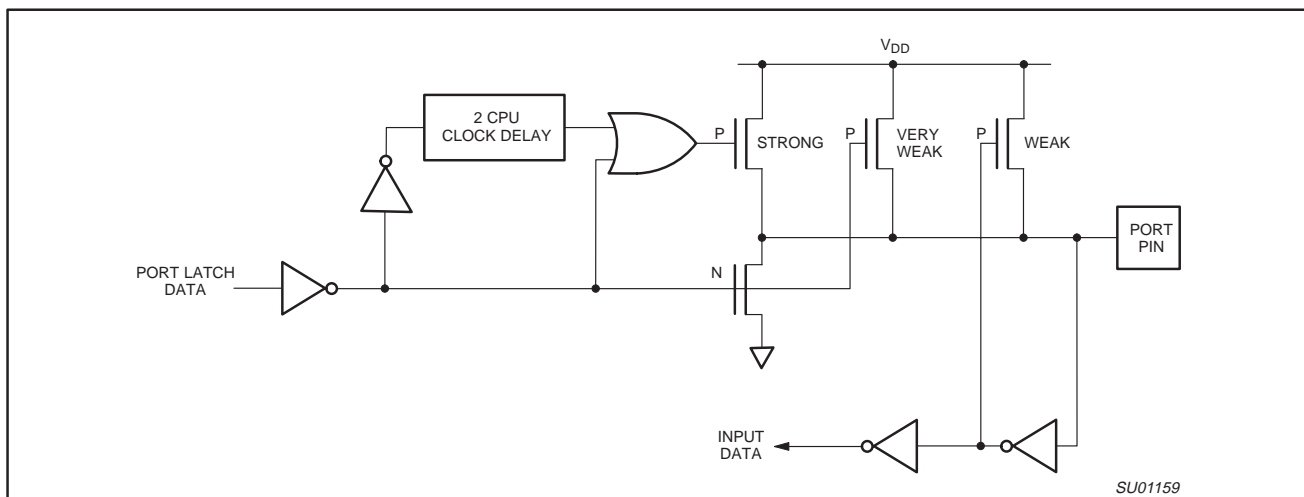 VDD
2 CPU
CLOCK DELAY
P
STRONG
P
VERY
WEAK
P
WEAK
PORT
PIN
PORT LATCH
DATA
N
INPUT
DATA
SU01159